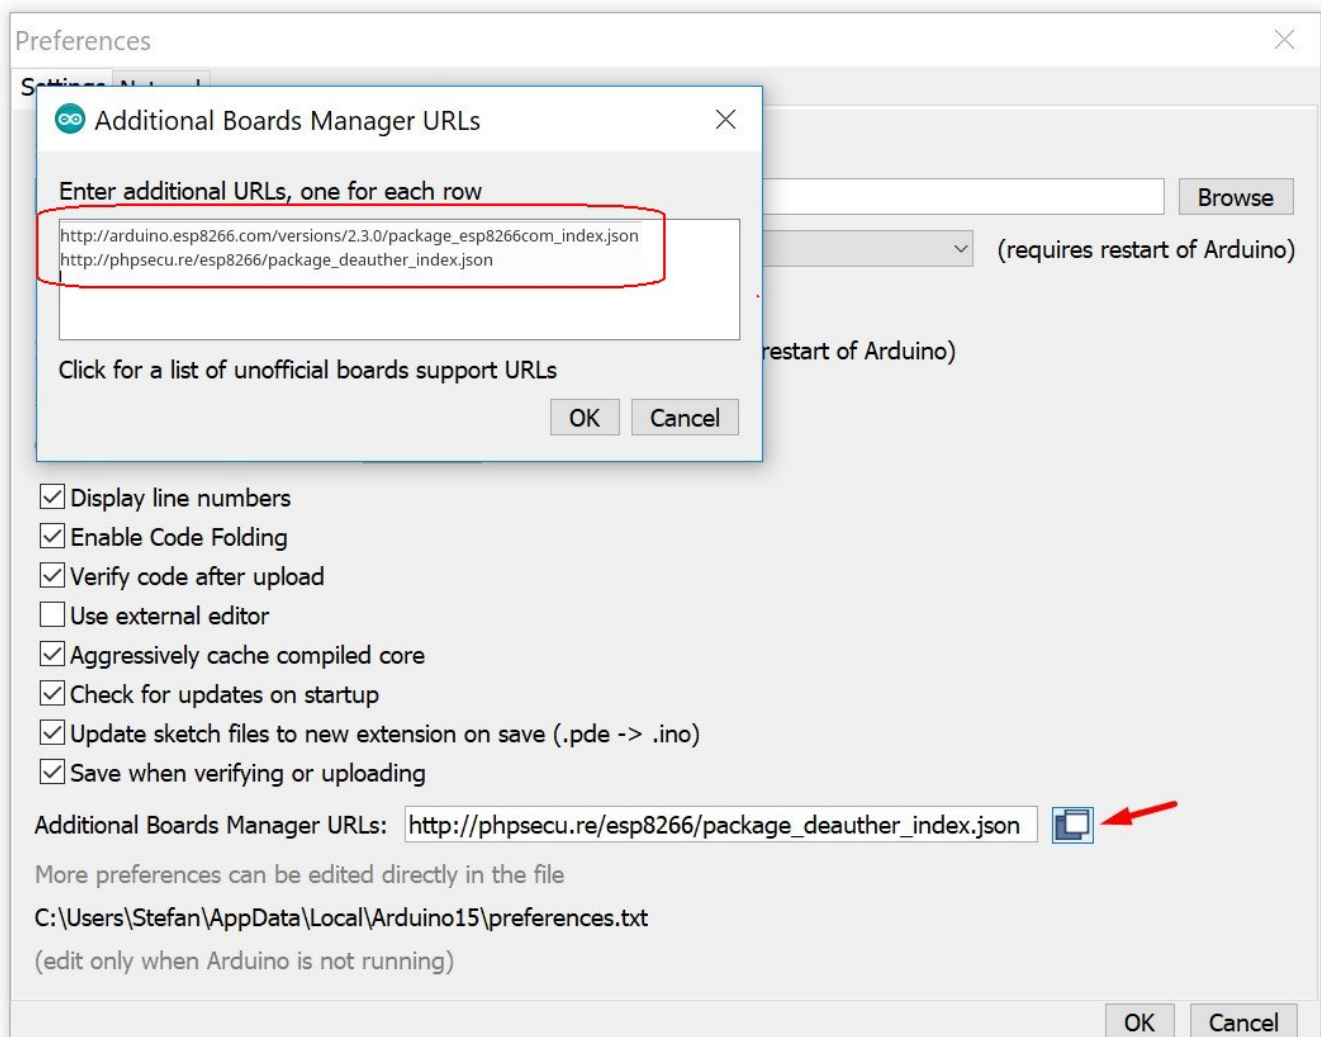 Preferences
Additional Boards Manager URLs
Enter additional URLs, one for each row
http://arduino.esp8266.com/versions/2.3.0/package_esp8266com_index.json
http://phpsecu.re/esp8266/package_deauther_index.json
Click for a list of unofficial boards support URLs
OK Cancel
Browse
(requires restart of Arduino)
restart of Arduino)
Display line numbers
Enable Code Folding
Verify code after upload
Use external editor
Aggressively cache compiled core
Check for updates on startup
Update sketch files to new extension on save (.pde -> .ino)
Save when verifying or uploading
Additional Boards Manager URLs: http://phpsecu.re/esp8266/package_deauther_index.json
More preferences can be edited directly in the file
C:\Users\Stefan\AppData\Local\Arduino15\preferences.txt
(edit only when Arduino is not running)
OK Cancel